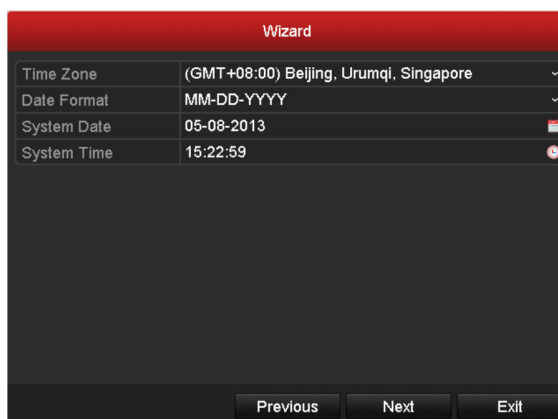 Wizard
Time Zone (GMT+08:00) Beijing, Urumqi, Singapore
Date Format MM-DD-YYYY
System Date 05-08-2013
System Time 15:22:59
Previous Next Exit